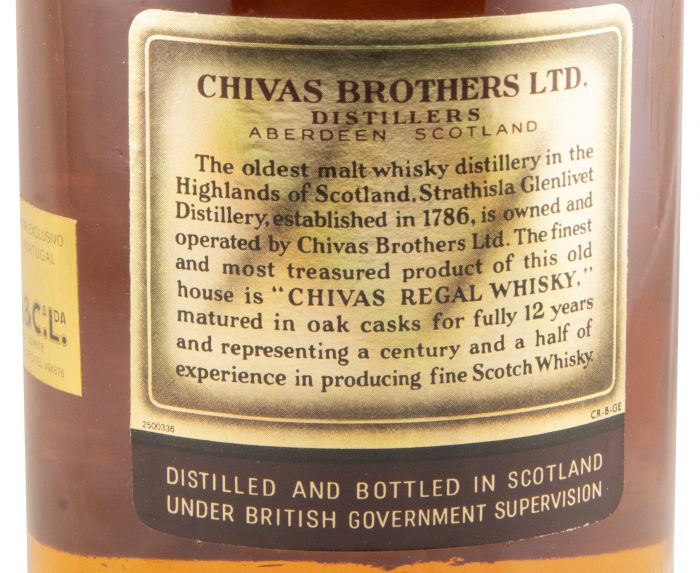 CHIVAS BROTHERS LTD.
DISTILLERS
ABERDEEN SCOTLAND
The oldest malt whisky distillery in the
Highlands of Scotland, Strathisla Glenlivet
Distillery, established in 1786, is owned and
operated by Chivas Brothers Ltd. The finest
and most treasured product of this old
house is "CHIVAS REGAL WHISKY,"
matured in oak casks for fully 12 years
and representing a century and a half of
experience in producing fine Scotch Whisky.
2500336
CR-B-GE
DISTILLED AND BOTTLED IN SCOTLAND
UNDER BRITISH GOVERNMENT SUPERVISION
EXCLUSIVO
&C.A L.DA
494876